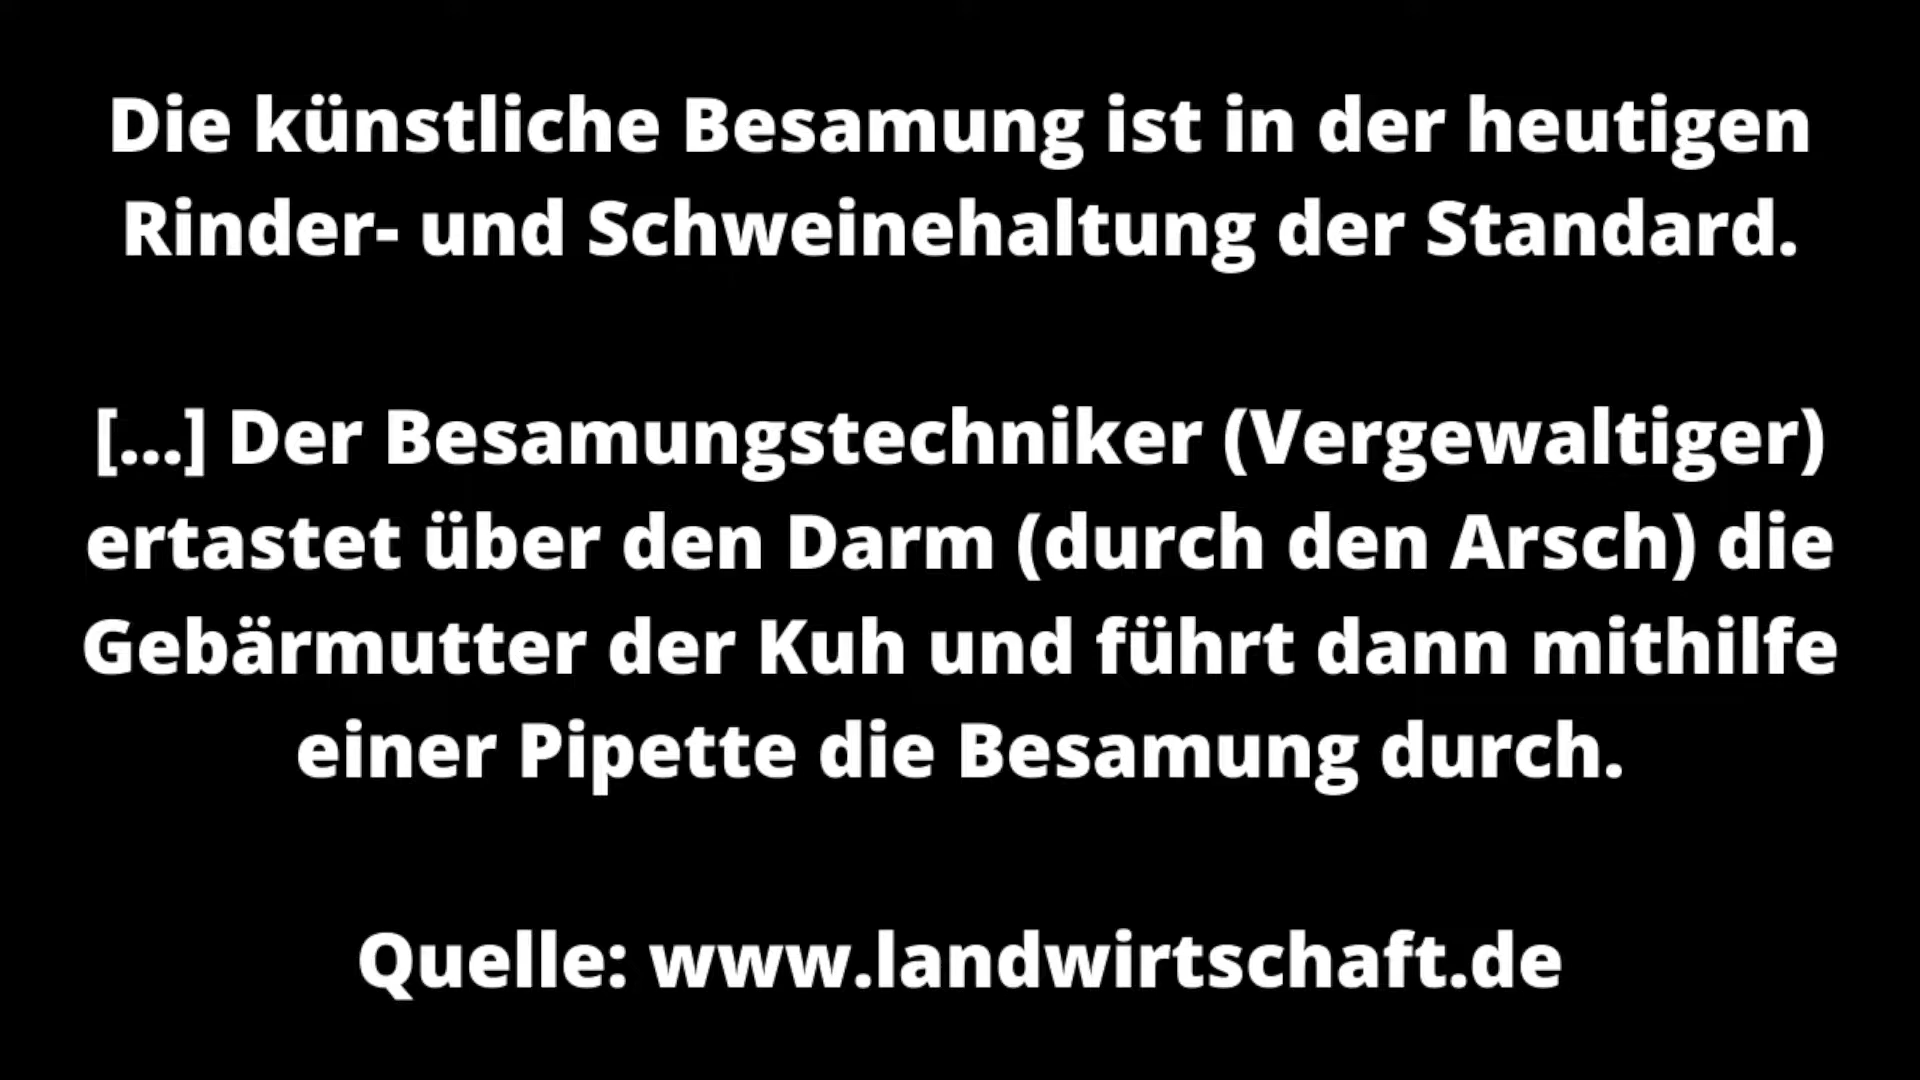 Die künstliche Besamung ist in der heutigen
Rinder- und Schweinehaltung der Standard.
[...] Der Besamungstechniker (Vergewaltiger)
ertastet über den Darm (durch den Arsch) die
Gebärmutter der Kuh und führt dann mithilfe
einer Pipette die Besamung durch.
Quelle: www.landwirtschaft.de